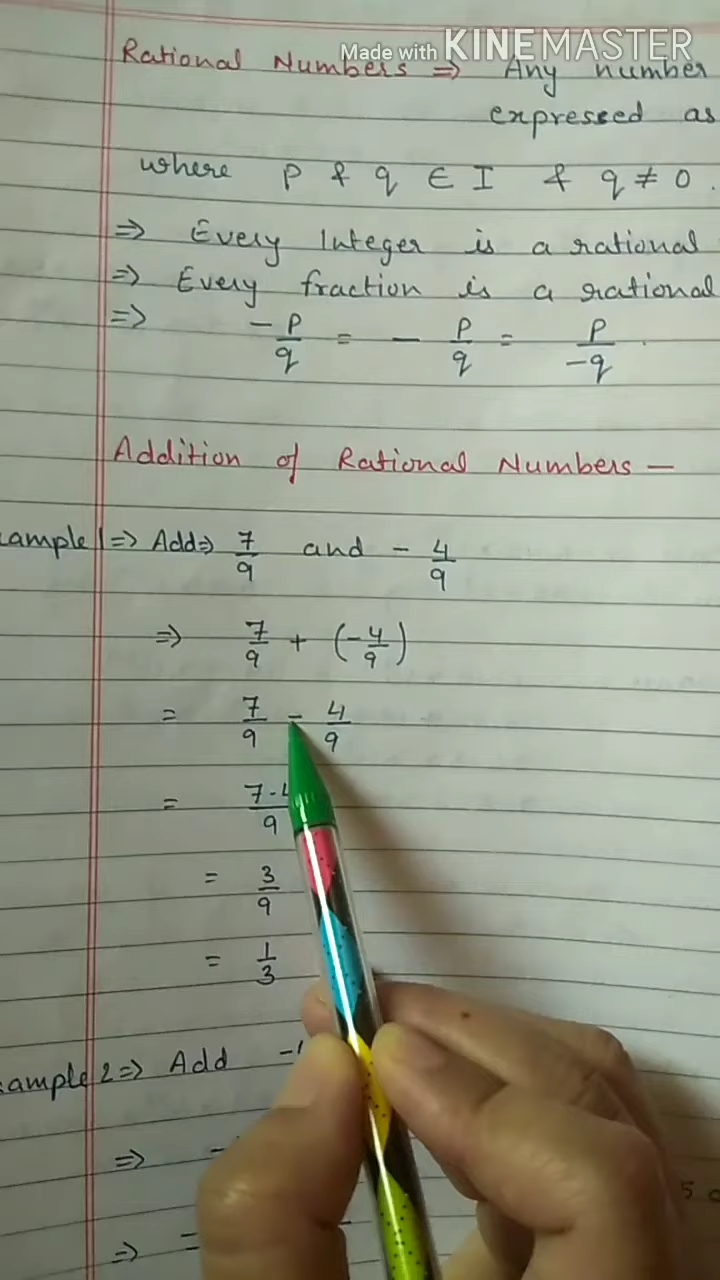 Made with KINEMASTER
Rational Numbers ⇒ Any number
expressed as
where p & q ∈ I & q ≠ 0.
⇒ Every Integer is a rational
⇒ Every fraction is a rational
⇒ -p/q = - p/q = p/-q.
Addition of Rational Numbers —
ample 1 ⇒ Add ⇒ 7/9 and - 4/9
⇒ 7/9 + (-4/9)
= 7/9 - 4/9
= 7-4/9
= 3/9
= 1/3
ample 2 ⇒ Add
⇒ -
⇒ =
5